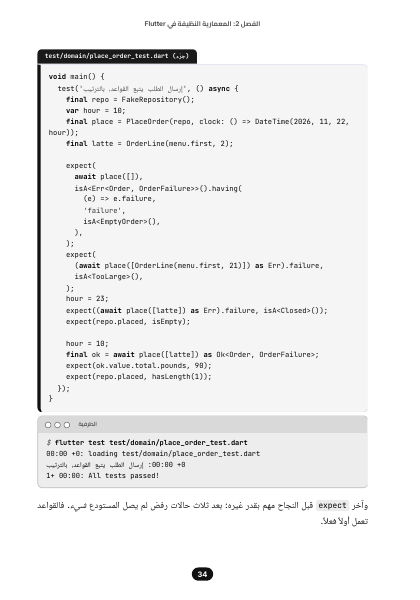 الفصل 2: المعمارية النظيفة في Flutter
test/domain/place_order_test.dart (جزء)
void main() {
test('إرسال الطلب يتبع القواعد، بالترتيب', () async {
final repo = FakeRepository();
var hour = 10;
final place = PlaceOrder(repo, clock: () => DateTime(2026, 11, 22,
hour));
final latte = OrderLine(menu.first, 2);
expect(
await place([]),
isA<Err<Order, OrderFailure>>().having(
(e) => e.failure,
'failure',
isA<EmptyOrder>(),
),
);
expect(
(await place([OrderLine(menu.first, 21)]) as Err).failure,
isA<TooLarge>(),
);
hour = 23;
expect((await place([latte]) as Err).failure, isA<Closed>());
expect(repo.placed, isEmpty);
hour = 10;
final ok = await place([latte]) as Ok<Order, OrderFailure>;
expect(ok.value.total.pounds, 90);
expect(repo.placed, hasLength(1));
});
}
الطرفية
$ flutter test test/domain/place_order_test.dart
00:00 +0: loading test/domain/place_order_test.dart
00:00 +0: إرسال الطلب يتبع القواعد، بالترتيب
1+ 00:00: All tests passed!
وآخر expect قبل النجاح مهم بقدر غيره: بعد ثلاث حالات رفض لم يصل المستودع شيء. فالقواعد
تعمل أولاً فعلاً.
34